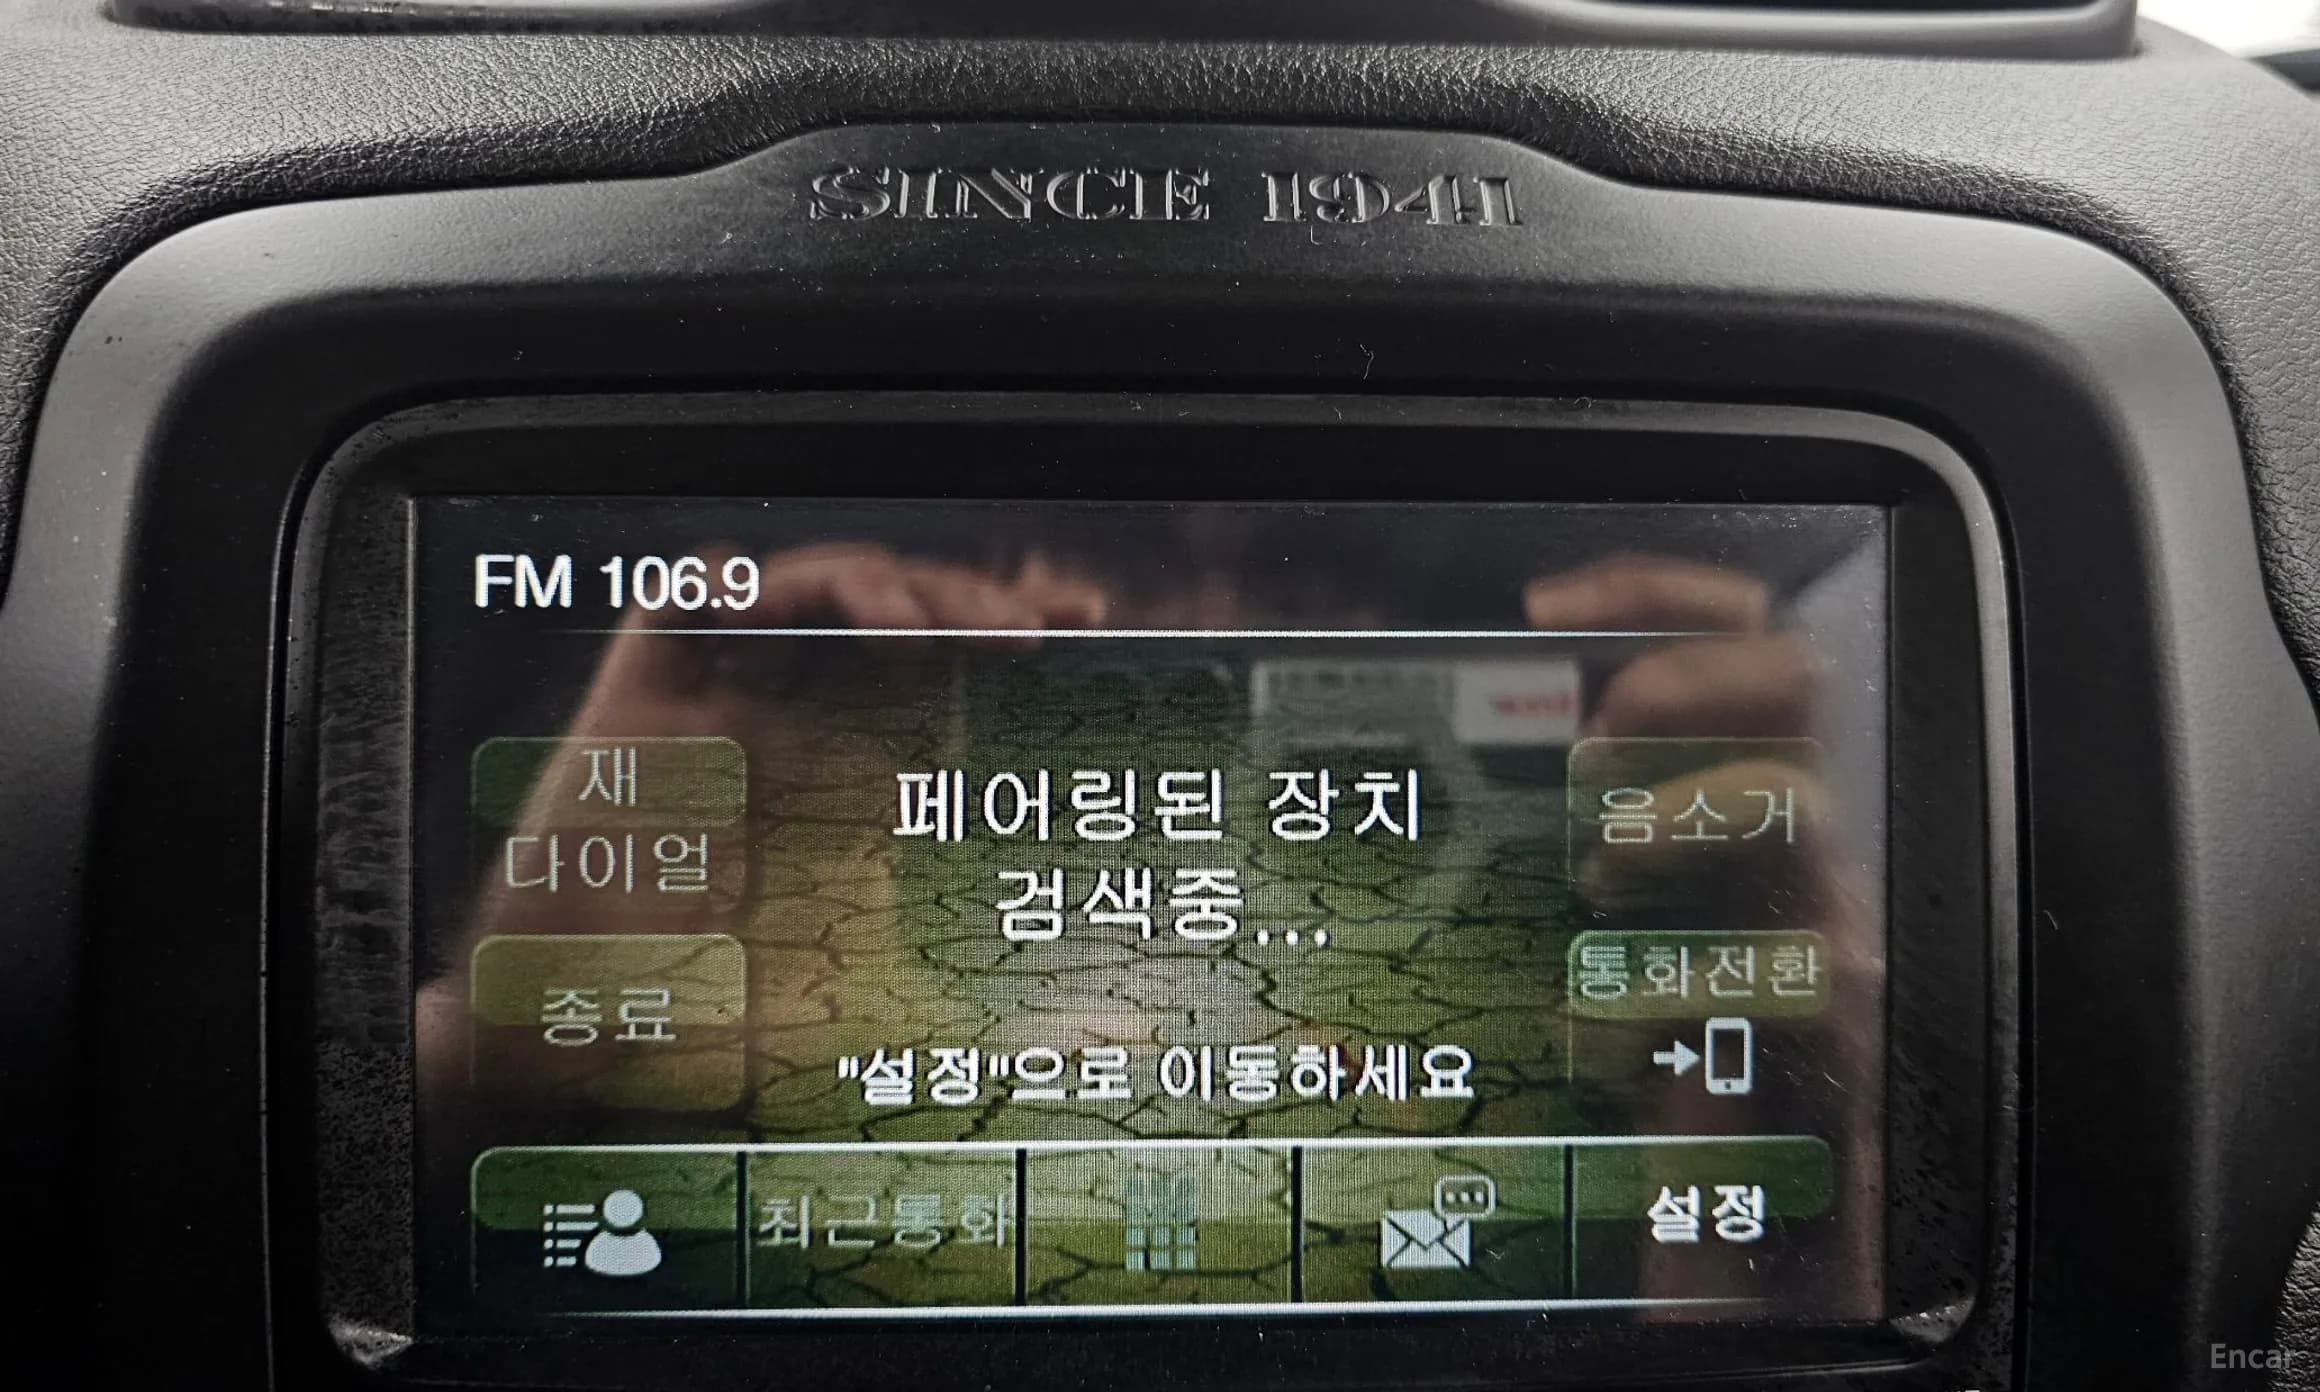 SINCE 1941
FM 106.9
재
다이얼
페어링된 장치
검색중...
음소거
종료
통화전환
"설정"으로 이동하세요
최근통화
설정
Encar